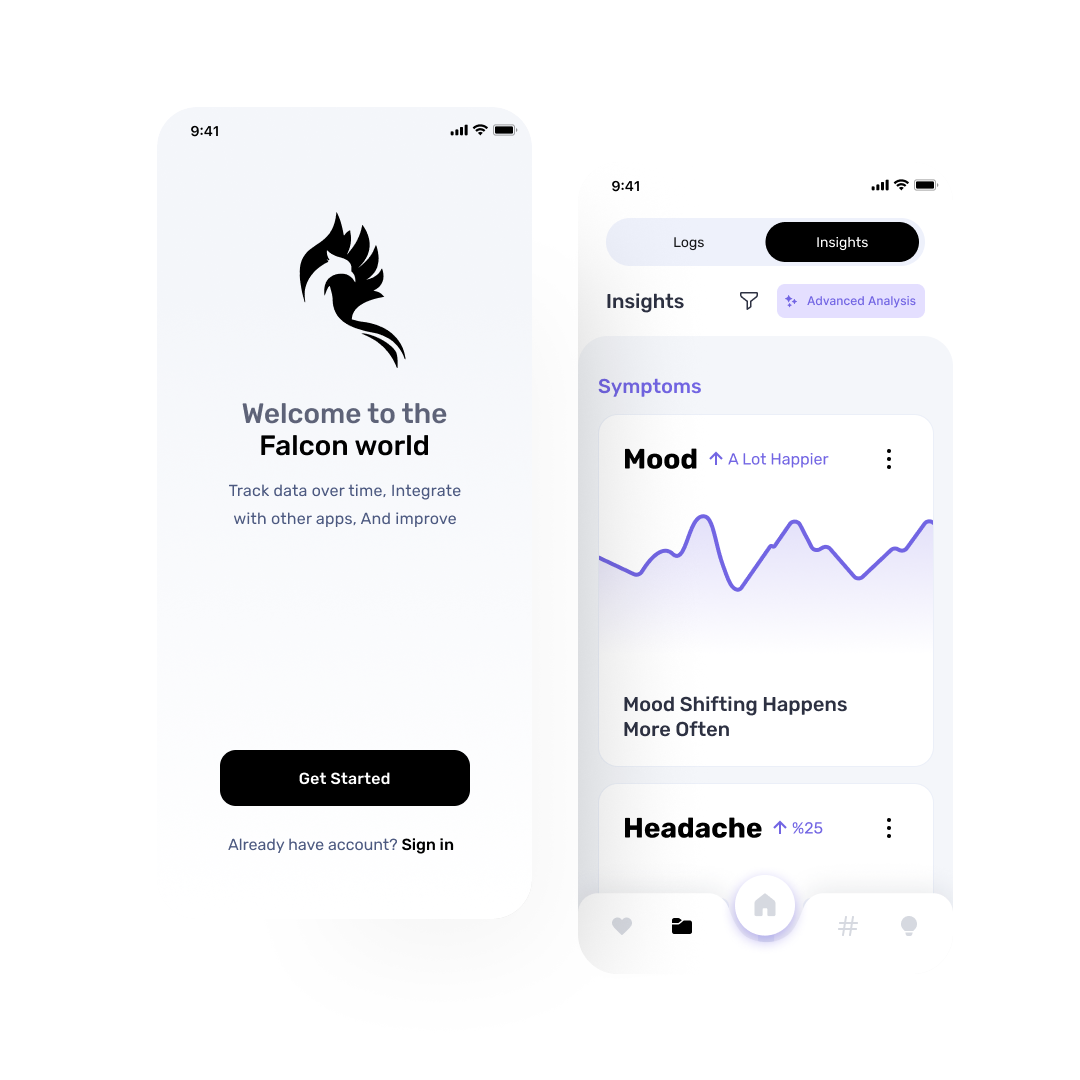 9:41
Welcome to the
Falcon world
Track data over time, Integrate
with other apps, And improve
Get Started
Already have account? Sign in
9:41
Logs
Insights
Insights
Advanced Analysis
Symptoms
Mood
A Lot Happier
Mood Shifting Happens
More Often
Headache
%25